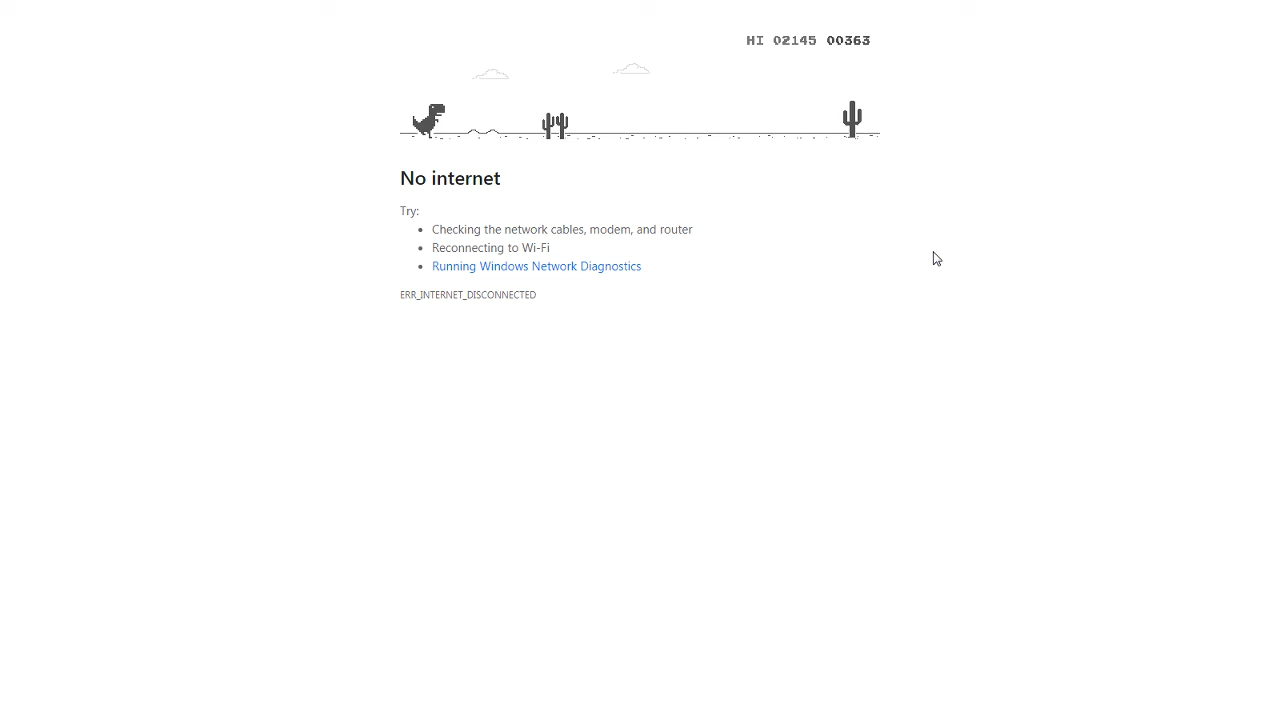 HI 02145 00363
No internet
Try:
• Checking the network cables, modem, and router
• Reconnecting to Wi-Fi
• Running Windows Network Diagnostics
ERR_INTERNET_DISCONNECTED